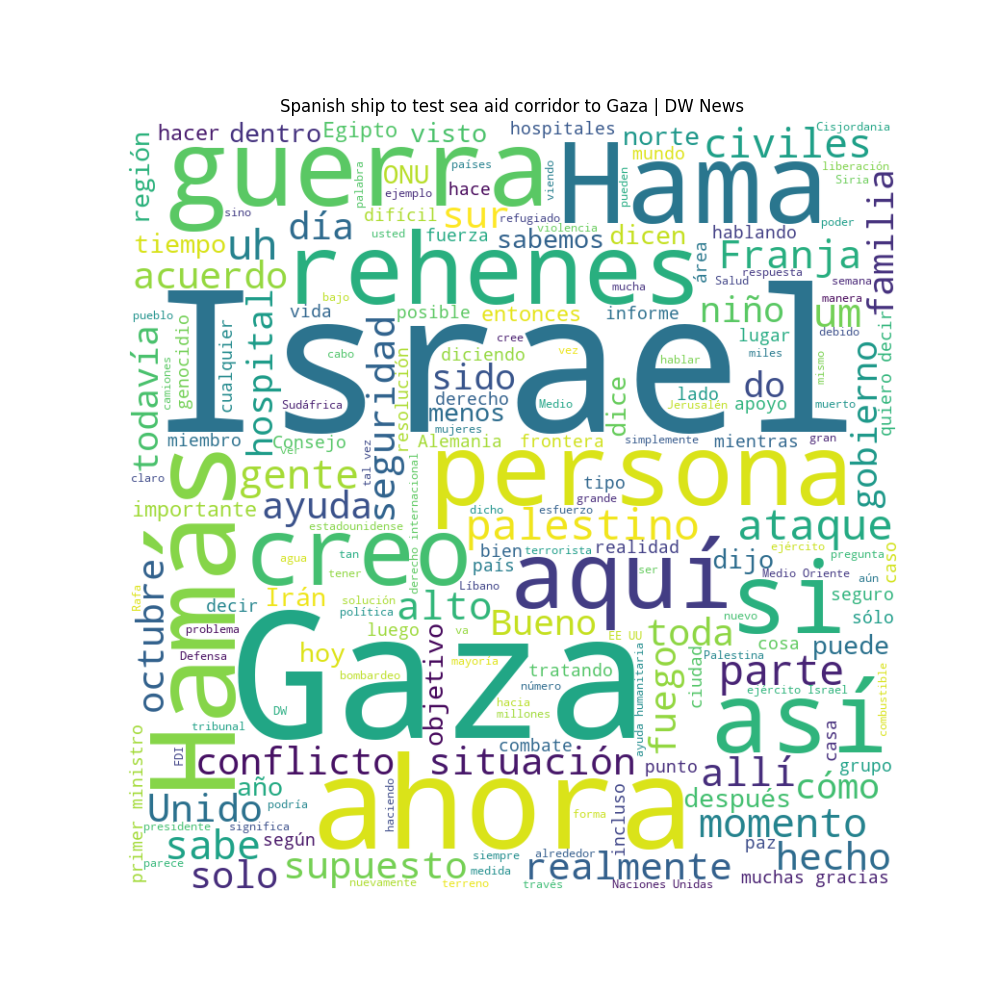 Spanish ship to test sea aid corridor to Gaza | DW News
hacer dentro Egipto visto hospitales norte civiles Cisjordania
región guerra ONU países Hama mundo liberación Siria
palabra ejemplo hace viendo pueden familia
sino difícil sur refugiado violencia poder
día usted fuerza sabemos dicen hablando
tiempo uh rehenes área Franja
acuerdo mucha Salud respuesta semana
bajo vida posible entonces informe niño um manera
pueblo Israel cree vez lugar debido
todavía camiones genocidio cualquier hospital cabo seguridad resolución diciendo hablar miles mismo quiero decir
sido dice lado do gobierno
Sudáfrica derecho menos Medio Jerusalén apoyo muerto
miembro Consejo mujeres Alemania frontera simplemente mientras gran
claro ver tal vez gente persona tipo
importante ayuda grande
estadounidense derecho internacional dicho esfuerzo palestino ataque
octubre Hamás creo bien terrorista realidad dijo ejército pregunta caso
agua tan país aquí Medio Oriente aún
Rafa tener Líbano ser si seguro
decir Irán solución alto nuevo sólo
política
problema luego va Bueno EE UU toda cosa puede
Defensa Gaza hoy objetivo mayoría Palestina
bombardeo tratando ciudad parte
número ejército Israel
DW hacia ayuda humanitaria fuego así combustible
tribunal millones
FDI combate casa
primer ministro conflicto situación punto allí grupo
año ahora después cómo
Unido podría haciendo forma incluso momento
presidente significa
sabe según paz hecho
parece siempre alrededor
solo supuesto medida realmente muchas gracias
nuevamente terreno través Naciones Unidas